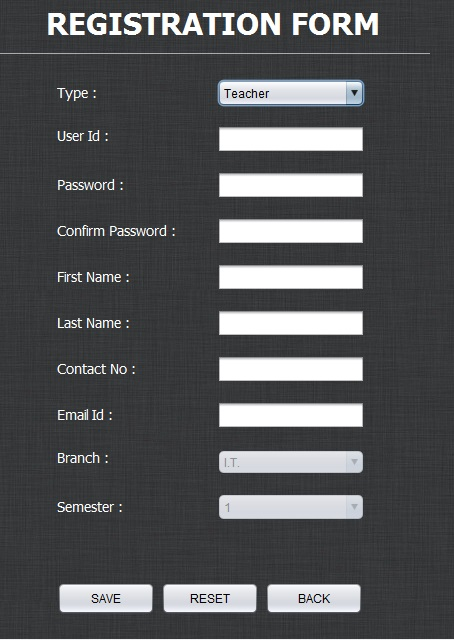 REGISTRATION FORM
Type : Teacher
User Id :
Password :
Confirm Password :
First Name :
Last Name :
Contact No :
Email Id :
Branch : I.T.
Semester : 1
SAVE RESET BACK